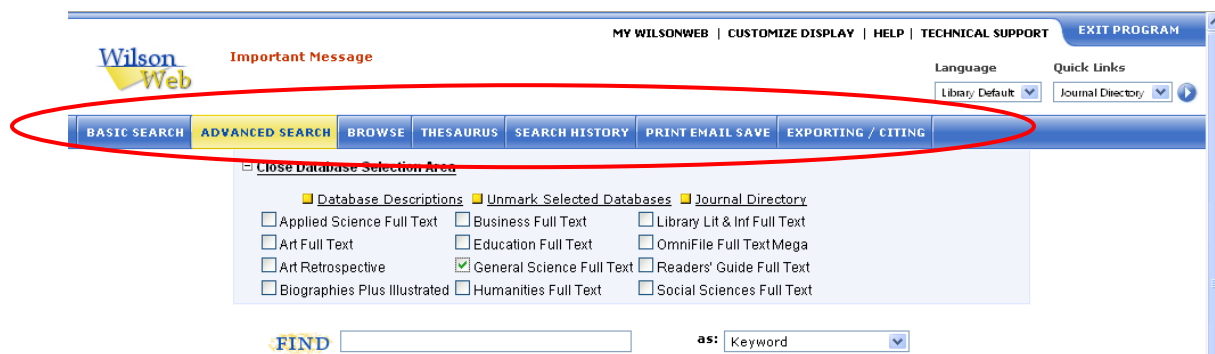 MY WILSONWEB | CUSTOMIZE DISPLAY | HELP | TECHNICAL SUPPORT EXIT PROGRAM
Wilson Web
Important Message
Language Quick Links
Library Default Journal Directory
BASIC SEARCH ADVANCED SEARCH BROWSE THESAURUS SEARCH HISTORY PRINT EMAIL SAVE EXPORTING / CITING
Close Database Selection Area
Database Descriptions Unmark Selected Databases Journal Directory
Applied Science Full Text Business Full Text Library Lit & Inf Full Text
Art Full Text Education Full Text OmniFile Full Text Mega
Art Retrospective General Science Full Text Readers' Guide Full Text
Biographies Plus Illustrated Humanities Full Text Social Sciences Full Text
FIND as: Keyword